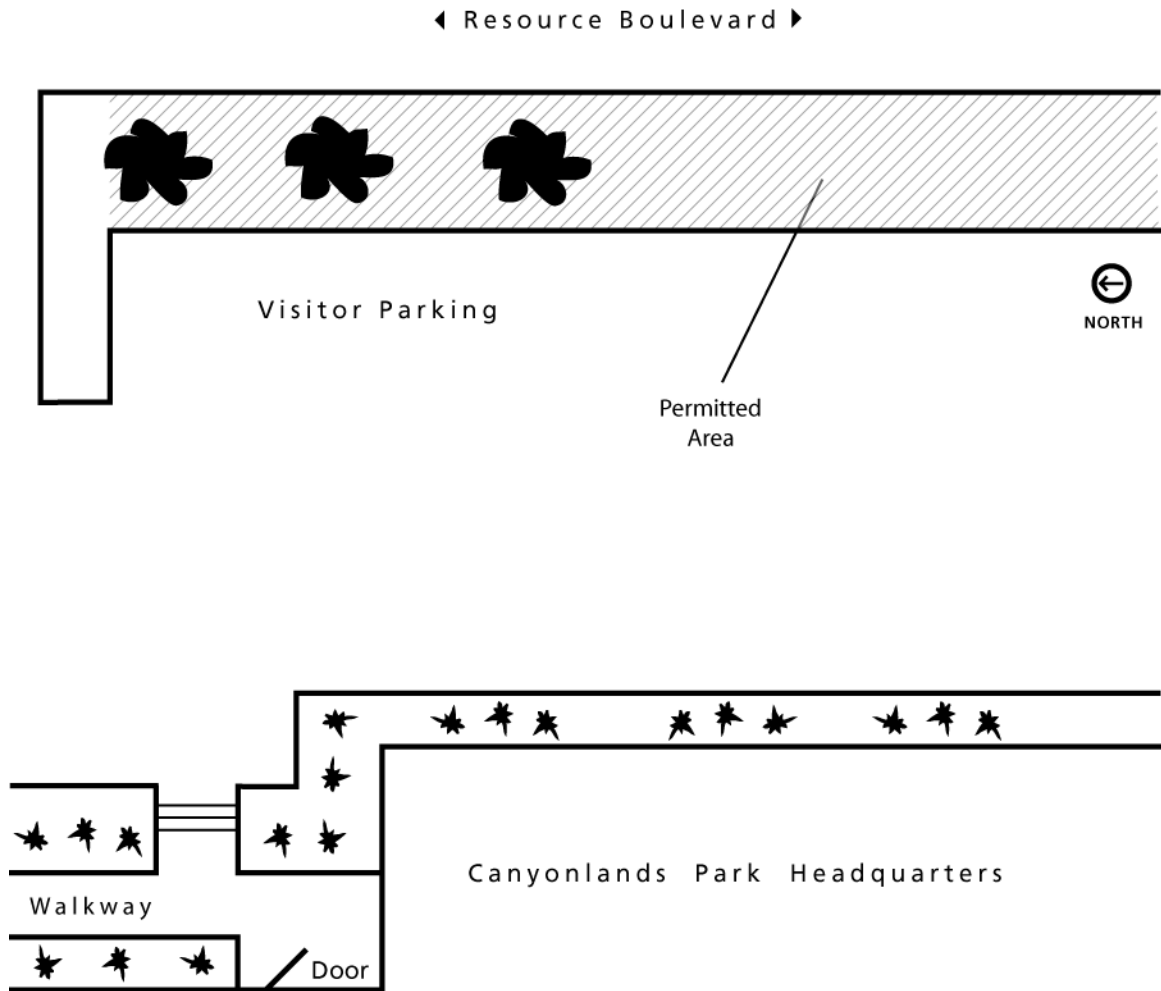 Resource Boulevard
Visitor Parking
NORTH
Permitted
Area
Canyonlands Park Headquarters
Walkway
Door